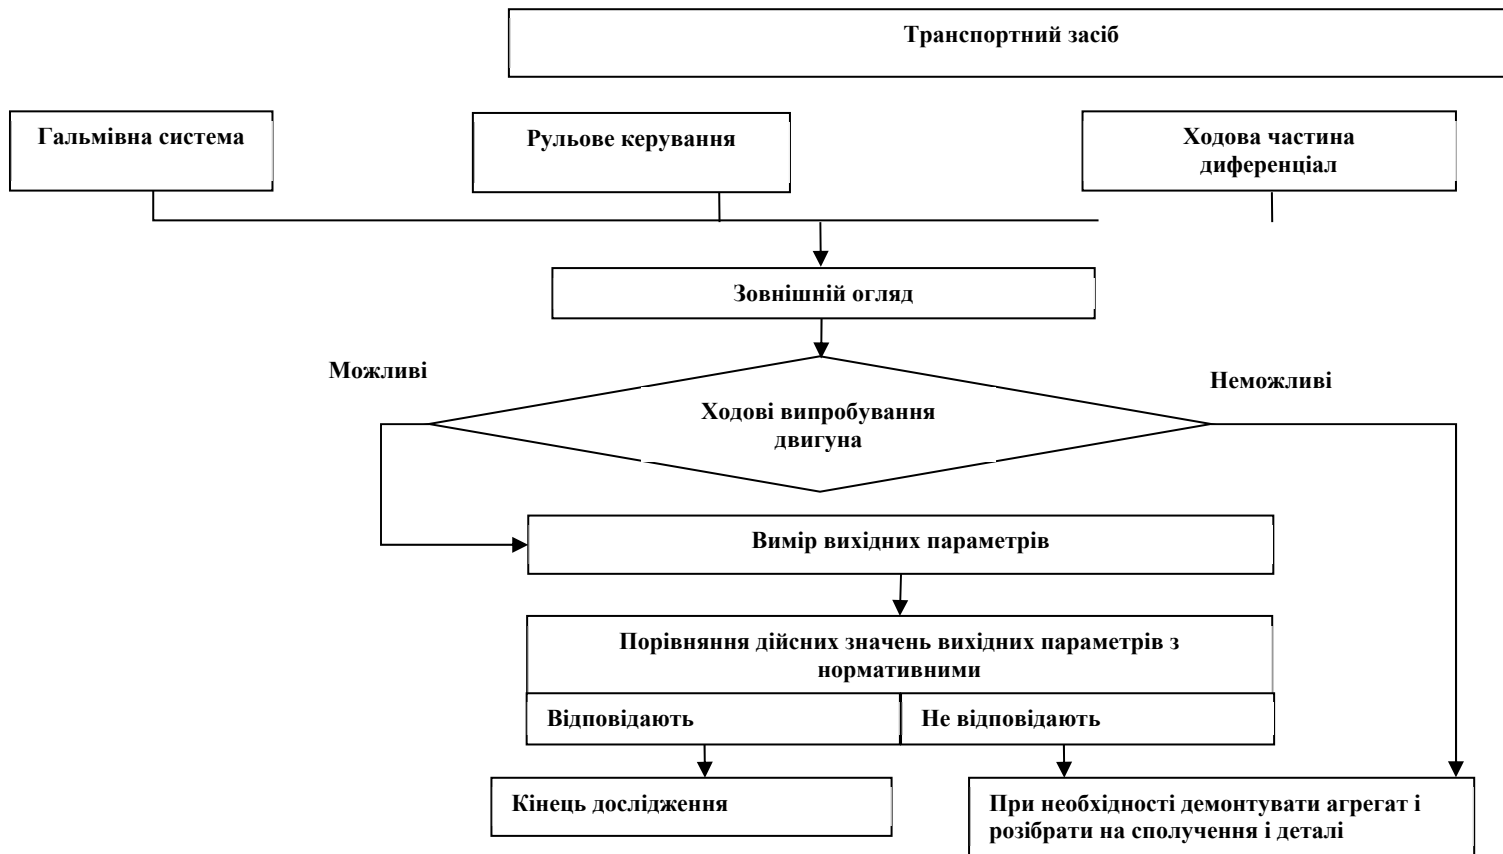 Транспортний засіб
Гальмівна система
Рульове керування
Ходова частина
диференціал
Зовнішній огляд
Можливі
Неможливі
Ходові випробування
двигуна
Вимір вихідних параметрів
Порівняння дійсних значень вихідних параметрів з
нормативними
Відповідають
Не відповідають
Кінець дослідження
При необхідності демонтувати агрегат і
розібрати на сполучення і деталі